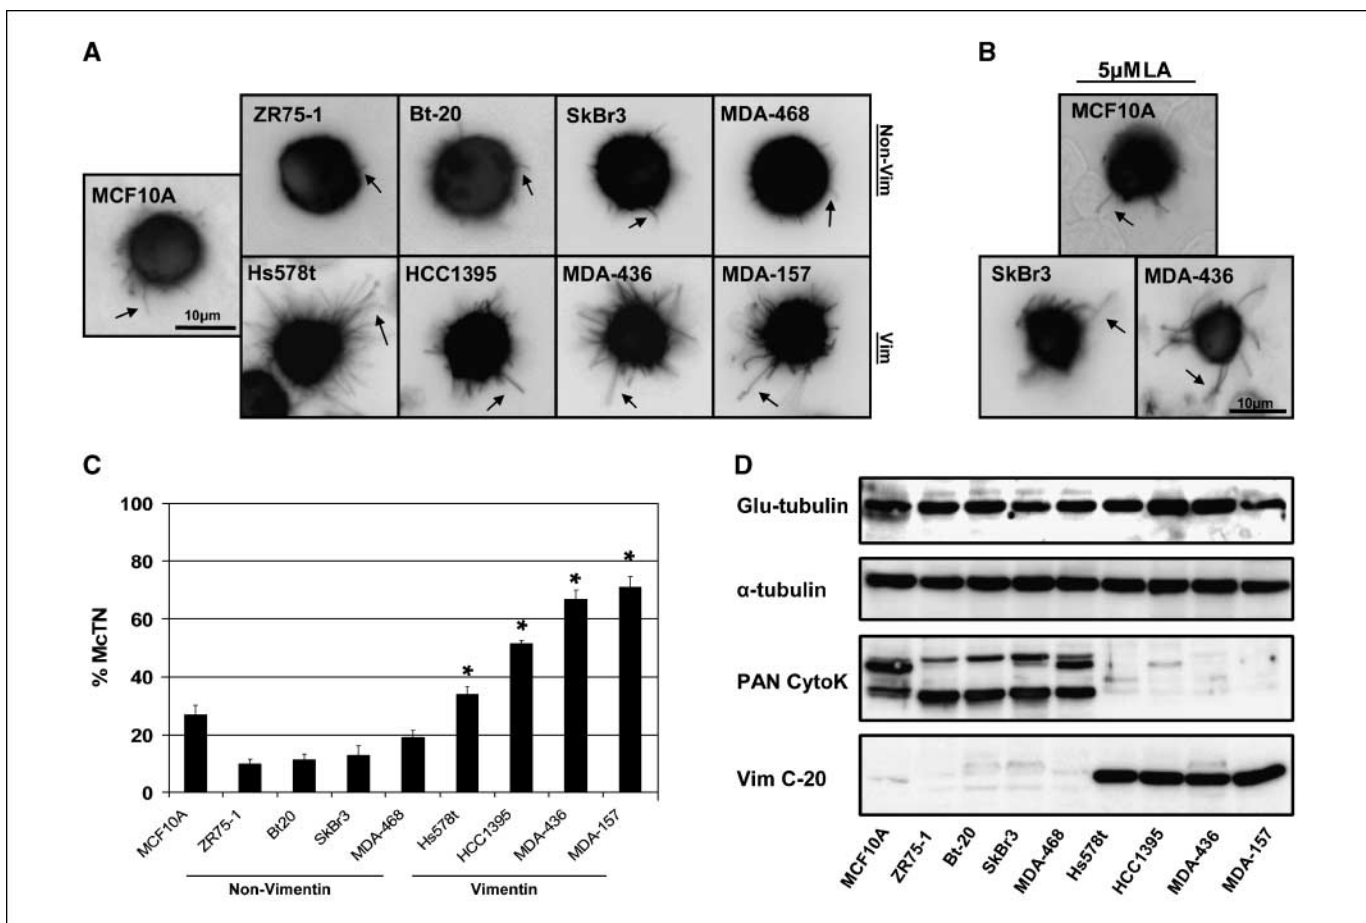 A
ZR75-1
Bt-20
SkBr3
MDA-468
Non-Vim
MCF10A
10µm
Hs578t
HCC1395
MDA-436
MDA-157
Vim
B
5µM LA
MCF10A
SkBr3
MDA-436
10µm
C
% McTN
100
80
60
40
20
0
*
*
*
*
MCF10A
ZR75-1
Bt20
SkBr3
MDA-468
Hs578t
HCC1395
MDA-436
MDA-157
Non-Vimentin
Vimentin
D
Glu-tubulin
α-tubulin
PAN CytoK
Vim C-20
MCF10A
ZR75-1
Bt-20
SkBr3
MDA-468
Hs578t
HCC1395
MDA-436
MDA-157